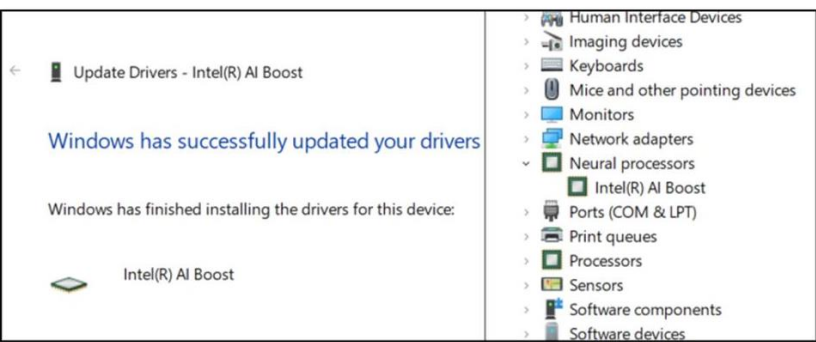 Update Drivers - Intel(R) AI Boost
Windows has successfully updated your drivers
Windows has finished installing the drivers for this device:
Intel(R) AI Boost
Human Interface Devices
Imaging devices
Keyboards
Mice and other pointing devices
Monitors
Network adapters
Neural processors
Intel(R) AI Boost
Ports (COM & LPT)
Print queues
Processors
Sensors
Software components
Software devices